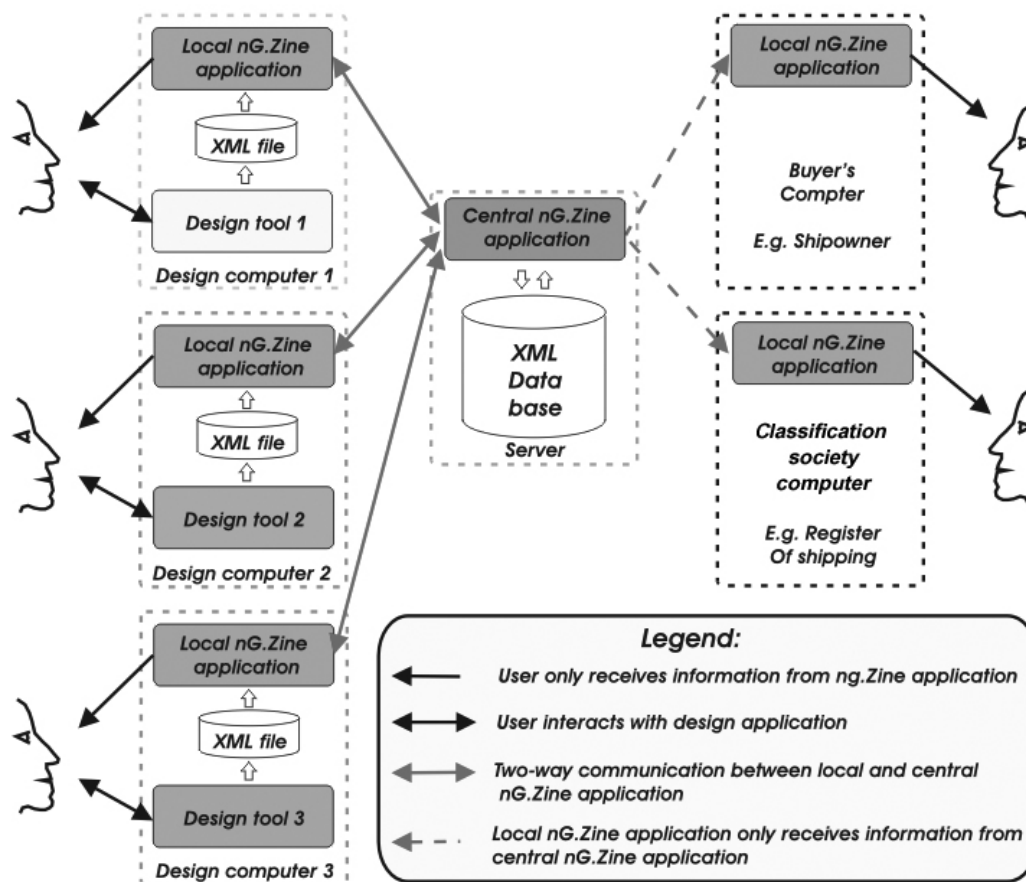 Local nG.Zine
application
XML file
Design tool 1
Design computer 1
Local nG.Zine
application
XML file
Design tool 2
Design computer 2
Local nG.Zine
application
XML file
Design tool 3
Design computer 3
Central nG.Zine
application
XML
Data
base
Server
Local nG.Zine
application
Buyer's
Compter
E.g. Shipowner
Local nG.Zine
application
Classification
society
computer
E.g. Register
Of shipping
Legend:
User only receives information from ng.Zine application
User interacts with design application
Two-way communication between local and central
nG.Zine application
Local nG.Zine application only receives information from
central nG.Zine application